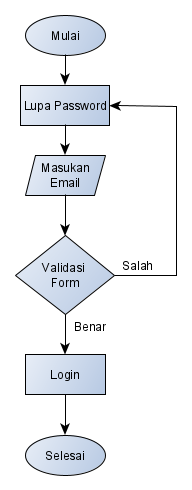 Mulai
Lupa Password
Masukan
Email
Validasi
Form
Salah
Benar
Login
Selesai